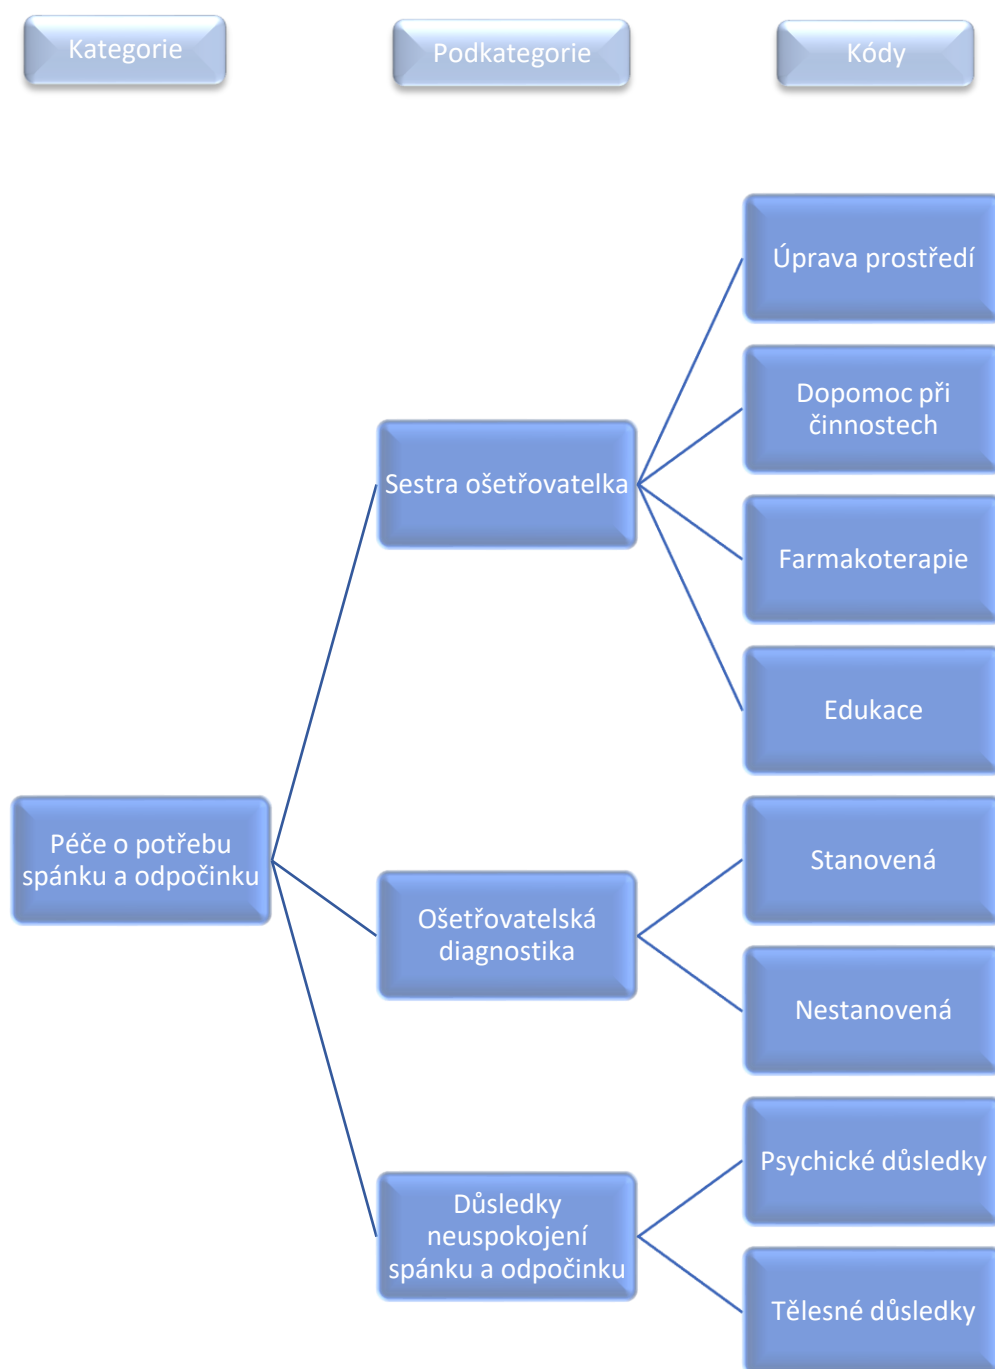 Kategorie
Podkategorie
Kódy
Úprava prostředí
Dopomoc při
činnostech
Sestra ošetřovatelka
Farmakoterapie
Edukace
Péče o potřebu
spánku a odpočinku
Stanovená
Ošetřovatelská
diagnostika
Nestanovená
Psychické důsledky
Důsledky
neuspokojení
spánku a odpočinku
Tělesné důsledky